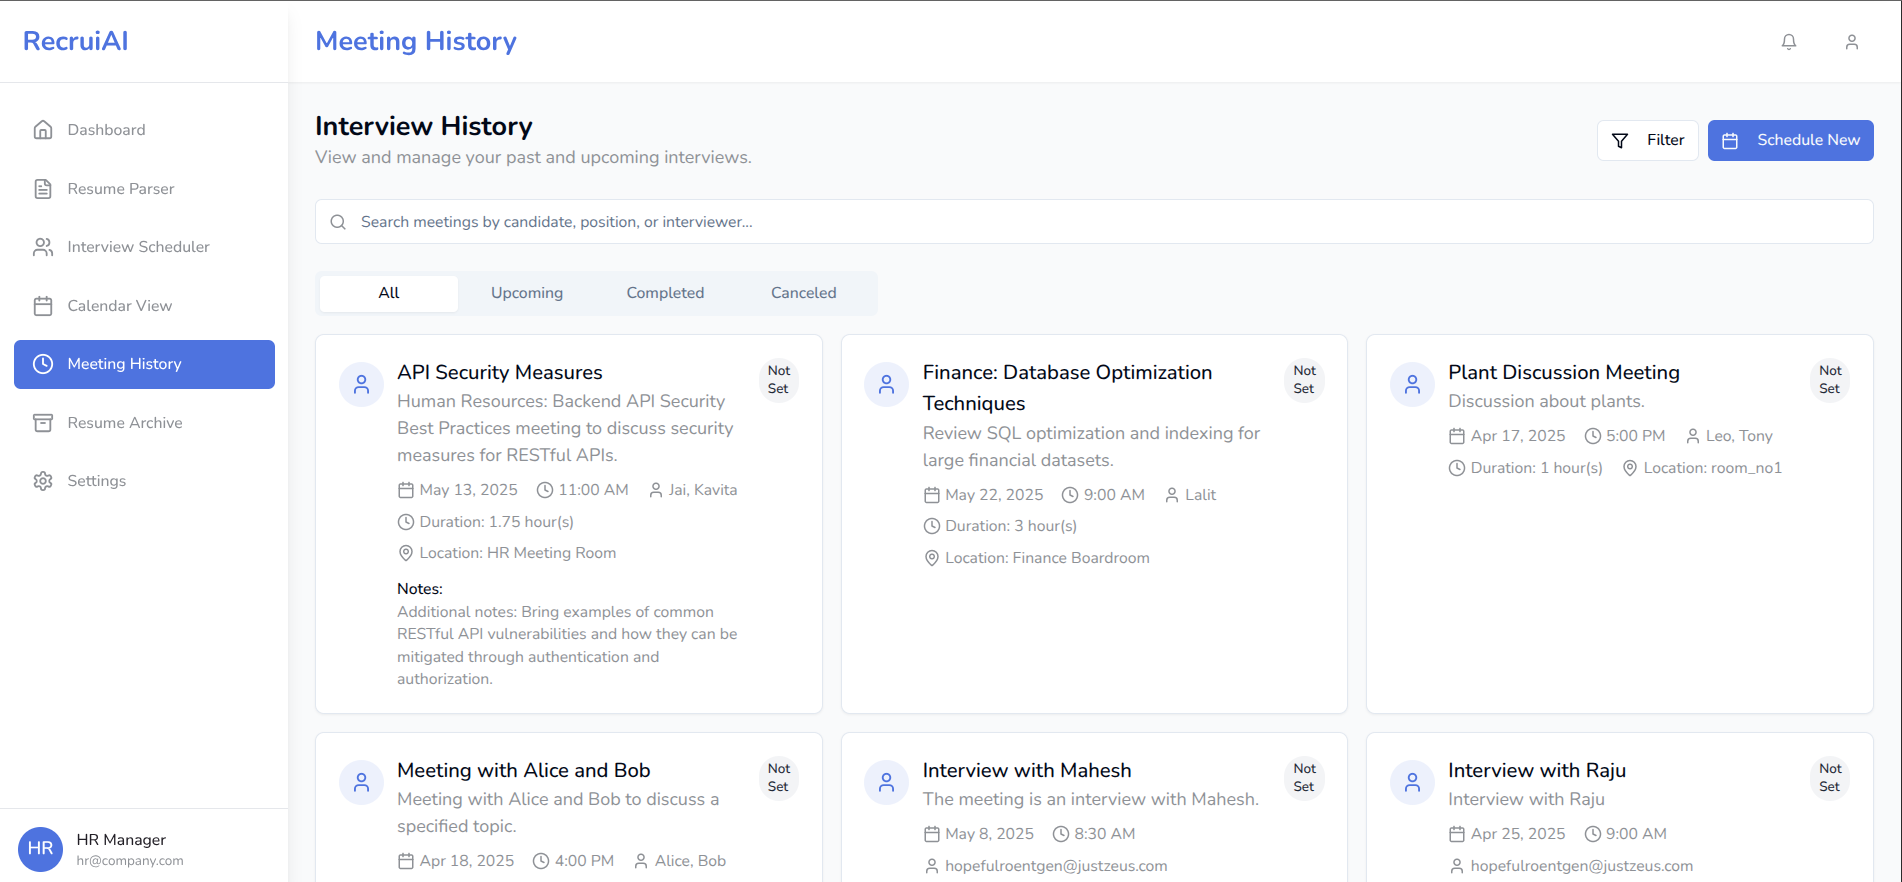 RecruiAI
Dashboard
Resume Parser
Interview Scheduler
Calendar View
Meeting History
Resume Archive
Settings
HR
HR Manager
hr@company.com
Meeting History
Interview History
View and manage your past and upcoming interviews.
Filter
Schedule New
Search meetings by candidate, position, or interviewer...
All
Upcoming
Completed
Canceled
API Security Measures
Not
Set
Human Resources: Backend API Security
Best Practices meeting to discuss security
measures for RESTful APIs.
May 13, 2025 11:00 AM Jai, Kavita
Duration: 1.75 hour(s)
Location: HR Meeting Room
Notes:
Additional notes: Bring examples of common
RESTful API vulnerabilities and how they can be
mitigated through authentication and
authorization.
Finance: Database Optimization
Techniques
Not
Set
Review SQL optimization and indexing for
large financial datasets.
May 22, 2025 9:00 AM Lalit
Duration: 3 hour(s)
Location: Finance Boardroom
Plant Discussion Meeting
Not
Set
Discussion about plants.
Apr 17, 2025 5:00 PM Leo, Tony
Duration: 1 hour(s) Location: room_no1
Meeting with Alice and Bob
Not
Set
Meeting with Alice and Bob to discuss a
specified topic.
Apr 18, 2025 4:00 PM Alice, Bob
Interview with Mahesh
Not
Set
The meeting is an interview with Mahesh.
May 8, 2025 8:30 AM
hopefulroentgen@justzeus.com
Interview with Raju
Not
Set
Interview with Raju
Apr 25, 2025 9:00 AM
hopefulroentgen@justzeus.com